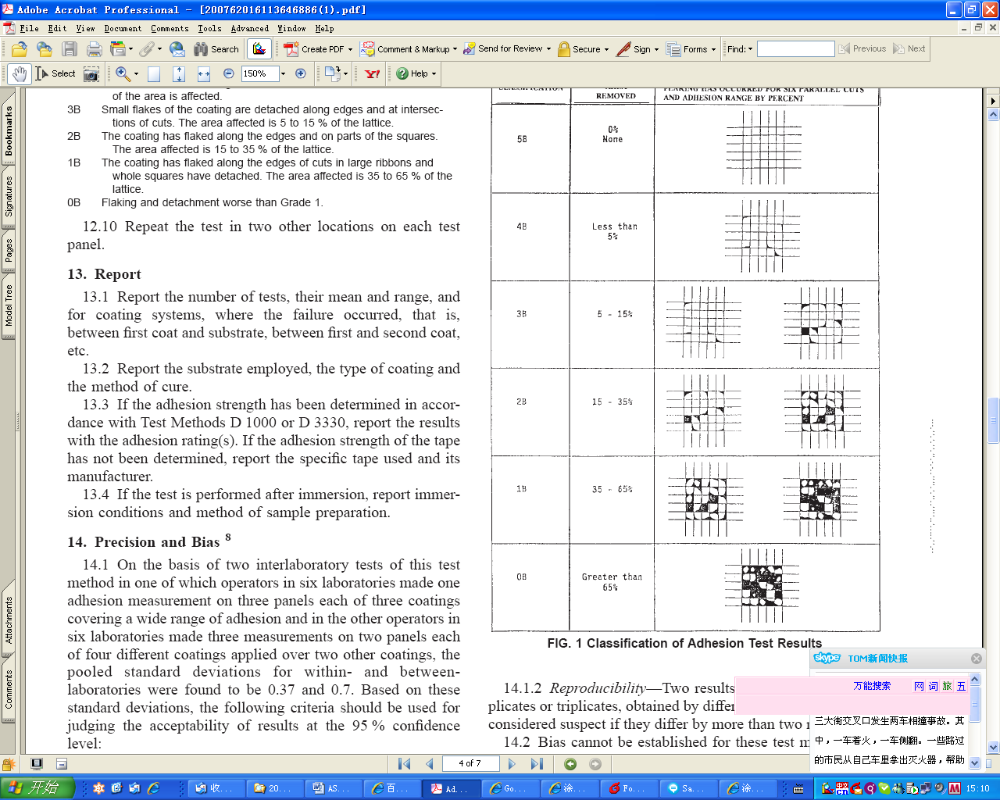 Adobe Acrobat Professional - [200762016113646886(1).pdf]
File Edit View Document Comments Tools Advanced Window Help
Search Create PDF Comment & Markup Send for Review Secure Sign Forms Find: Previous Next
Select 150% Y! Help
Bookmarks
Signatures
Pages
Model Tree
Attachments
Comments
of the area is affected.
3B Small flakes of the coating are detached along edges and at intersec-
tions of cuts. The area affected is 5 to 15 % of the lattice.
2B The coating has flaked along the edges and on parts of the squares.
The area affected is 15 to 35 % of the lattice.
1B The coating has flaked along the edges of cuts in large ribbons and
whole squares have detached. The area affected is 35 to 65 % of the
lattice.
0B Flaking and detachment worse than Grade 1.
12.10 Repeat the test in two other locations on each test
panel.
13. Report
13.1 Report the number of tests, their mean and range, and
for coating systems, where the failure occurred, that is,
between first coat and substrate, between first and second coat,
etc.
13.2 Report the substrate employed, the type of coating and
the method of cure.
13.3 If the adhesion strength has been determined in accor-
dance with Test Methods D 1000 or D 3330, report the results
with the adhesion rating(s). If the adhesion strength of the tape
has not been determined, report the specific tape used and its
manufacturer.
13.4 If the test is performed after immersion, report immer-
sion conditions and method of sample preparation.
14. Precision and Bias 8
14.1 On the basis of two interlaboratory tests of this test
method in one of which operators in six laboratories made one
adhesion measurement on three panels each of three coatings
covering a wide range of adhesion and in the other operators in
six laboratories made three measurements on two panels each
of four different coatings applied over two other coatings, the
pooled standard deviations for within- and between-
laboratories were found to be 0.37 and 0.7. Based on these
standard deviations, the following criteria should be used for
judging the acceptability of results at the 95 % confidence
level:
CLASSIFICATION
REMOVED
FLAKING HAS OCCURRED FOR SIX PARALLEL CUTS
AND ADHESION RANGE BY PERCENT
5B 0%
None
4B Less than
5%
3B 5 - 15%
2B 15 - 35%
1B 35 - 65%
0B Greater than
65%
FIG. 1 Classification of Adhesion Test Results
14.1.2 Reproducibility—Two results
plicates or triplicates, obtained by differ
considered suspect if they differ by more than two r
14.2 Bias cannot be established for these test m
skype TOM新闻快报
万能搜索 网 词 旅 五
三大街交叉口发生两车相撞事故。其
中，一车着火，一车侧翻。一些路过
的市民从自己车里拿出灭火器，帮助
4 of 7
开始 收... 20... AS... 百... Ad... Go... 涂... Fo... Sa... 涂... 15:10